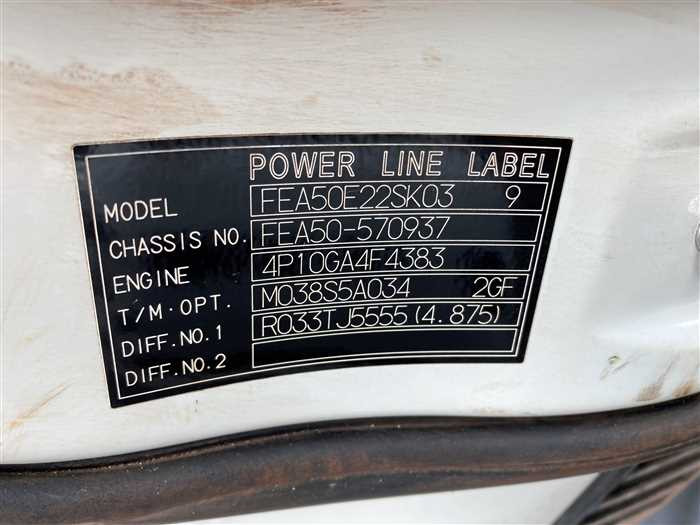 POWER LINE LABEL
MODEL FEA50E22SK03 9
CHASSIS NO. FEA50-570937
ENGINE 4P10GA4F4383
T/M·OPT. M038S5A034 2GF
DIFF.NO.1 R033TJ5555(4.875)
DIFF.NO.2